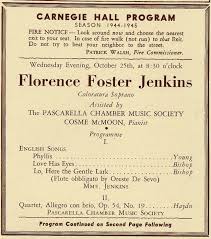 CARNEGIE HALL PROGRAM
SEASON 1944-1945
FIRE NOTICE — Look around now and choose the nearest
exit to your seat. In case of fire walk (not run) to that Exit.
Do not try to beat your neighbor to the street.
PATRICK WALSH, Fire Commissioner.
Wednesday Evening, October 25th, at 8:30 o'clock
Florence Foster Jenkins
Coloratura Soprano
Assisted by
THE PASCARELLA CHAMBER MUSIC SOCIETY
COSME McMOON, Pianist
Programme
I.
ENGLISH SONGS
Phyllis Young
Love Has Eyes Bishop
Lo, Here the Gentle Lark Bishop
(Flute obbligato by Oreste De Sevo)
MME. JENKINS
II.
Quartet, Allegro con brio, Op. 54, No. 19 Haydn
PASCARELLA CHAMBER MUSIC SOCIETY
Program Continued on Second Page Following